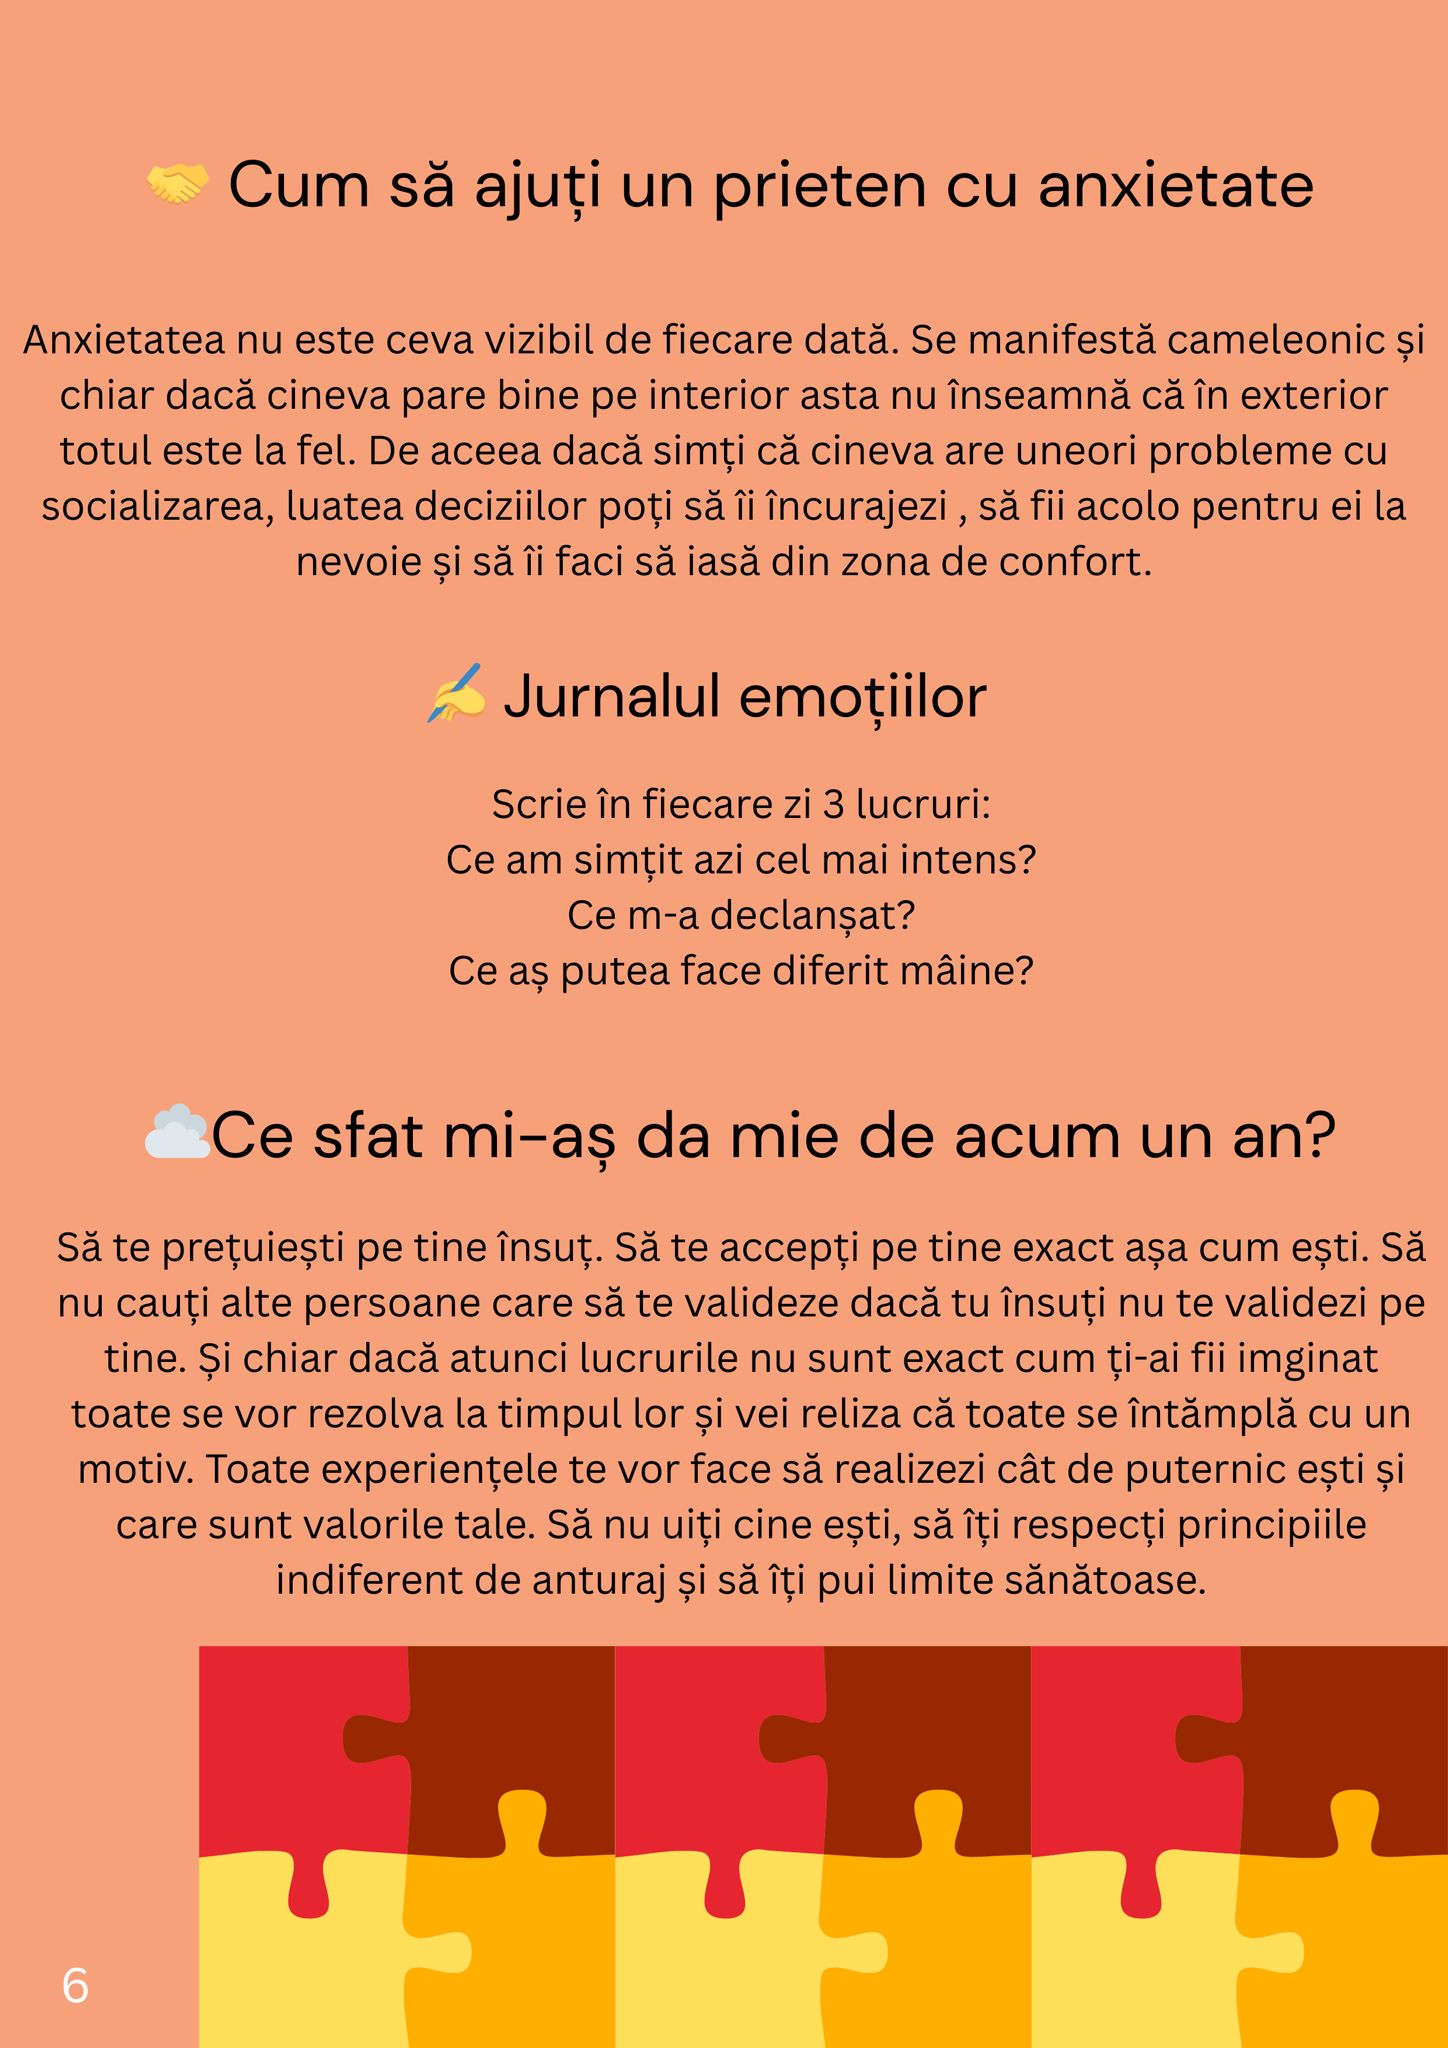 🤝 Cum să ajuți un prieten cu anxietate
Anxietatea nu este ceva vizibil de fiecare dată. Se manifestă cameleonic și
chiar dacă cineva pare bine pe interior asta nu înseamnă că în exterior
totul este la fel. De aceea dacă simți că cineva are uneori probleme cu
socializarea, luatea deciziilor poți să îi încurajezi , să fii acolo pentru ei la
nevoie și să îi faci să iasă din zona de confort.
✍️ Jurnalul emoțiilor
Scrie în fiecare zi 3 lucruri:
Ce am simțit azi cel mai intens?
Ce m-a declanșat?
Ce aș putea face diferit mâine?
☁️Ce sfat mi-aș da mie de acum un an?
Să te prețuiești pe tine însuț. Să te accepți pe tine exact așa cum ești. Să
nu cauți alte persoane care să te valideze dacă tu însuți nu te validezi pe
tine. Și chiar dacă atunci lucrurile nu sunt exact cum ți-ai fii imginat
toate se vor rezolva la timpul lor și vei reliza că toate se întămplă cu un
motiv. Toate experiențele te vor face să realizezi cât de puternic ești și
care sunt valorile tale. Să nu uiți cine ești, să îți respecți principiile
indiferent de anturaj și să îți pui limite sănătoase.
6